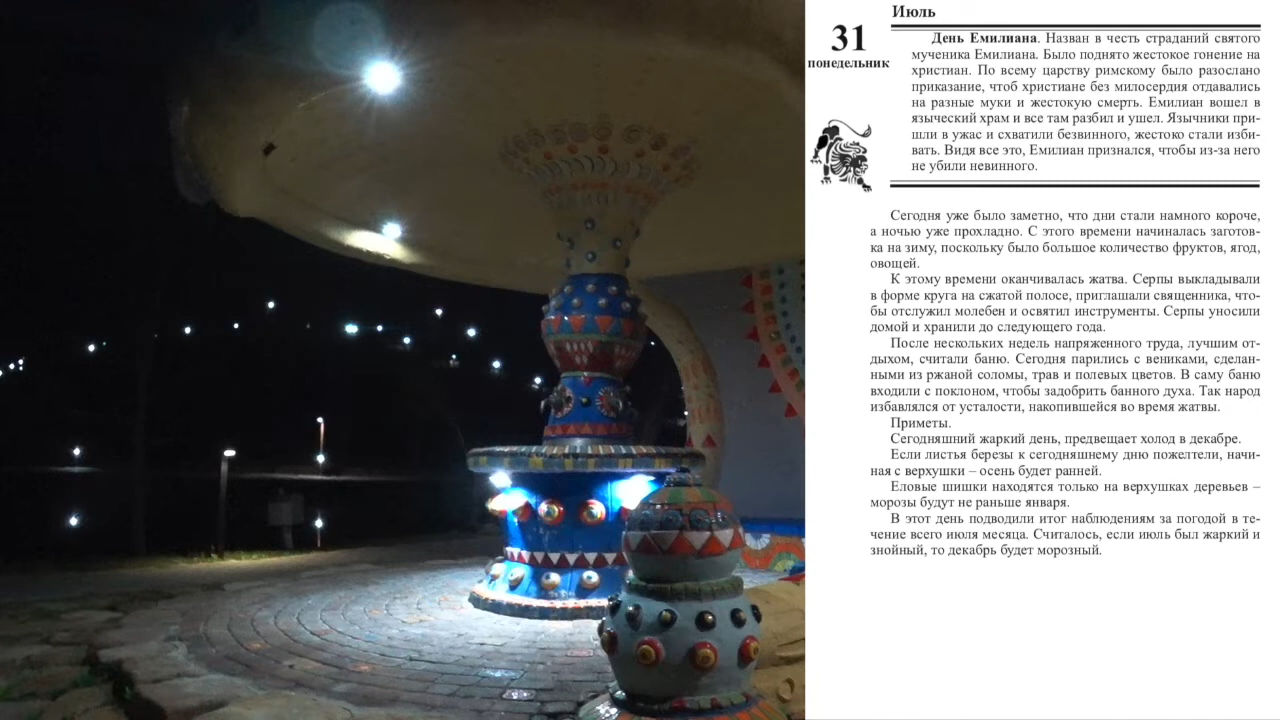 Июль
31
понедельник
День Емилиана. Назван в честь страданий святого
мученика Емилиана. Было поднято жестокое гонение на
христиан. По всему царству римскому было разослано
приказание, чтоб христиане без милосердия отдавались
на разные муки и жестокую смерть. Емилиан вошел в
языческий храм и все там разбил и ушел. Язычники при-
шли в ужас и схватили безвинного, жестоко стали изби-
вать. Видя все это, Емилиан признался, чтобы из-за него
не убили невинного.
Сегодня уже было заметно, что дни стали намного короче,
а ночью уже прохладно. С этого времени начиналась заготов-
ка на зиму, поскольку было большое количество фруктов, ягод,
овощей.
К этому времени оканчивалась жатва. Серпы выкладывали
в форме круга на сжатой полосе, приглашали священника, что-
бы отслужил молебен и освятил инструменты. Серпы уносили
домой и хранили до следующего года.
После нескольких недель напряженного труда, лучшим от-
дыхом, считали баню. Сегодня парились с вениками, сделан-
ными из ржаной соломы, трав и полевых цветов. В саму баню
входили с поклоном, чтобы задобрить банного духа. Так народ
избавлялся от усталости, накопившейся во время жатвы.
Приметы.
Сегодняшний жаркий день, предвещает холод в декабре.
Если листья березы к сегодняшнему дню пожелтели, начи-
ная с верхушки – осень будет ранней.
Еловые шишки находятся только на верхушках деревьев –
морозы будут не раньше января.
В этот день подводили итог наблюдениям за погодой в те-
чение всего июля месяца. Считалось, если июль был жаркий и
знойный, то декабрь будет морозный.